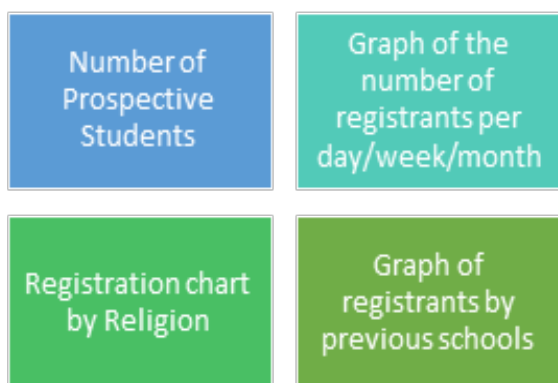 Number of
Prospective
Students
Graph of the
number of
registrants per
day/week/month
Registration chart
by Religion
Graph of
registrants by
previous schools